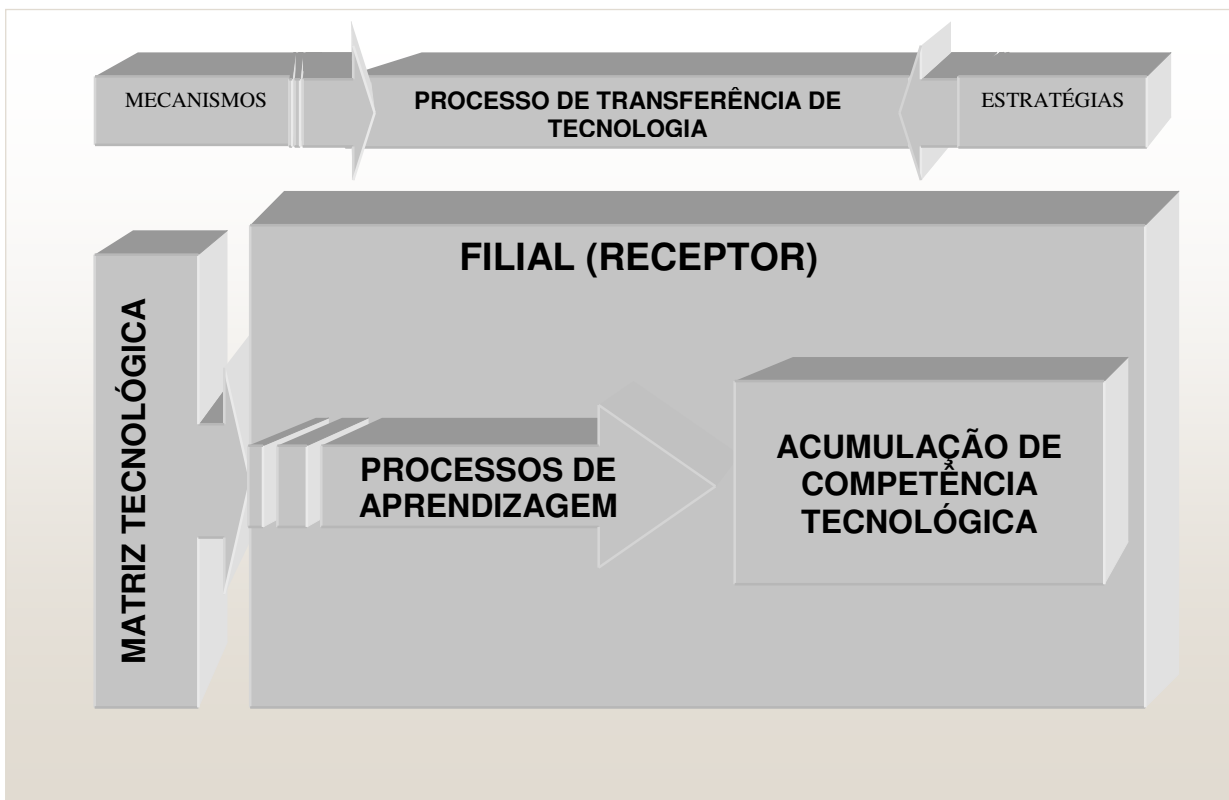 MECANISMOS
PROCESSO DE TRANSFERÊNCIA DE
TECNOLOGIA
ESTRATÉGIAS
FILIAL (RECEPTOR)
MATRIZ TECNOLÓGICA
PROCESSOS DE
APRENDIZAGEM
ACUMULAÇÃO DE
COMPETÊNCIA
TECNOLÓGICA